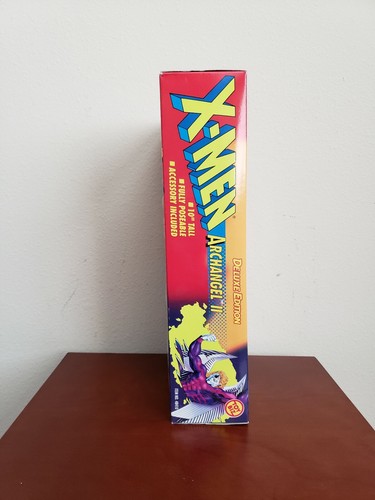 X-MEN
DELUXE EDITION
ARCHANGEL II
■ 10" TALL
■ FULLY POSEABLE
■ ACCESSORY INCLUDED